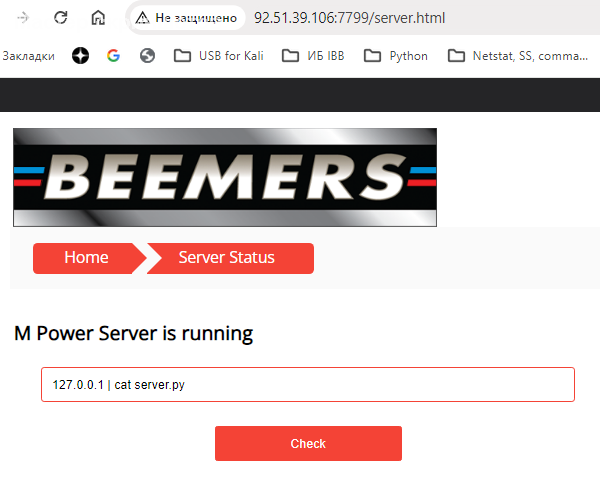 Не защищено 92.51.39.106:7799/server.html
Закладки USB for Kali ИБ IBB Python Netstat, SS, comma...
BEEMERS
Home Server Status
M Power Server is running
127.0.0.1 | cat server.py
Check